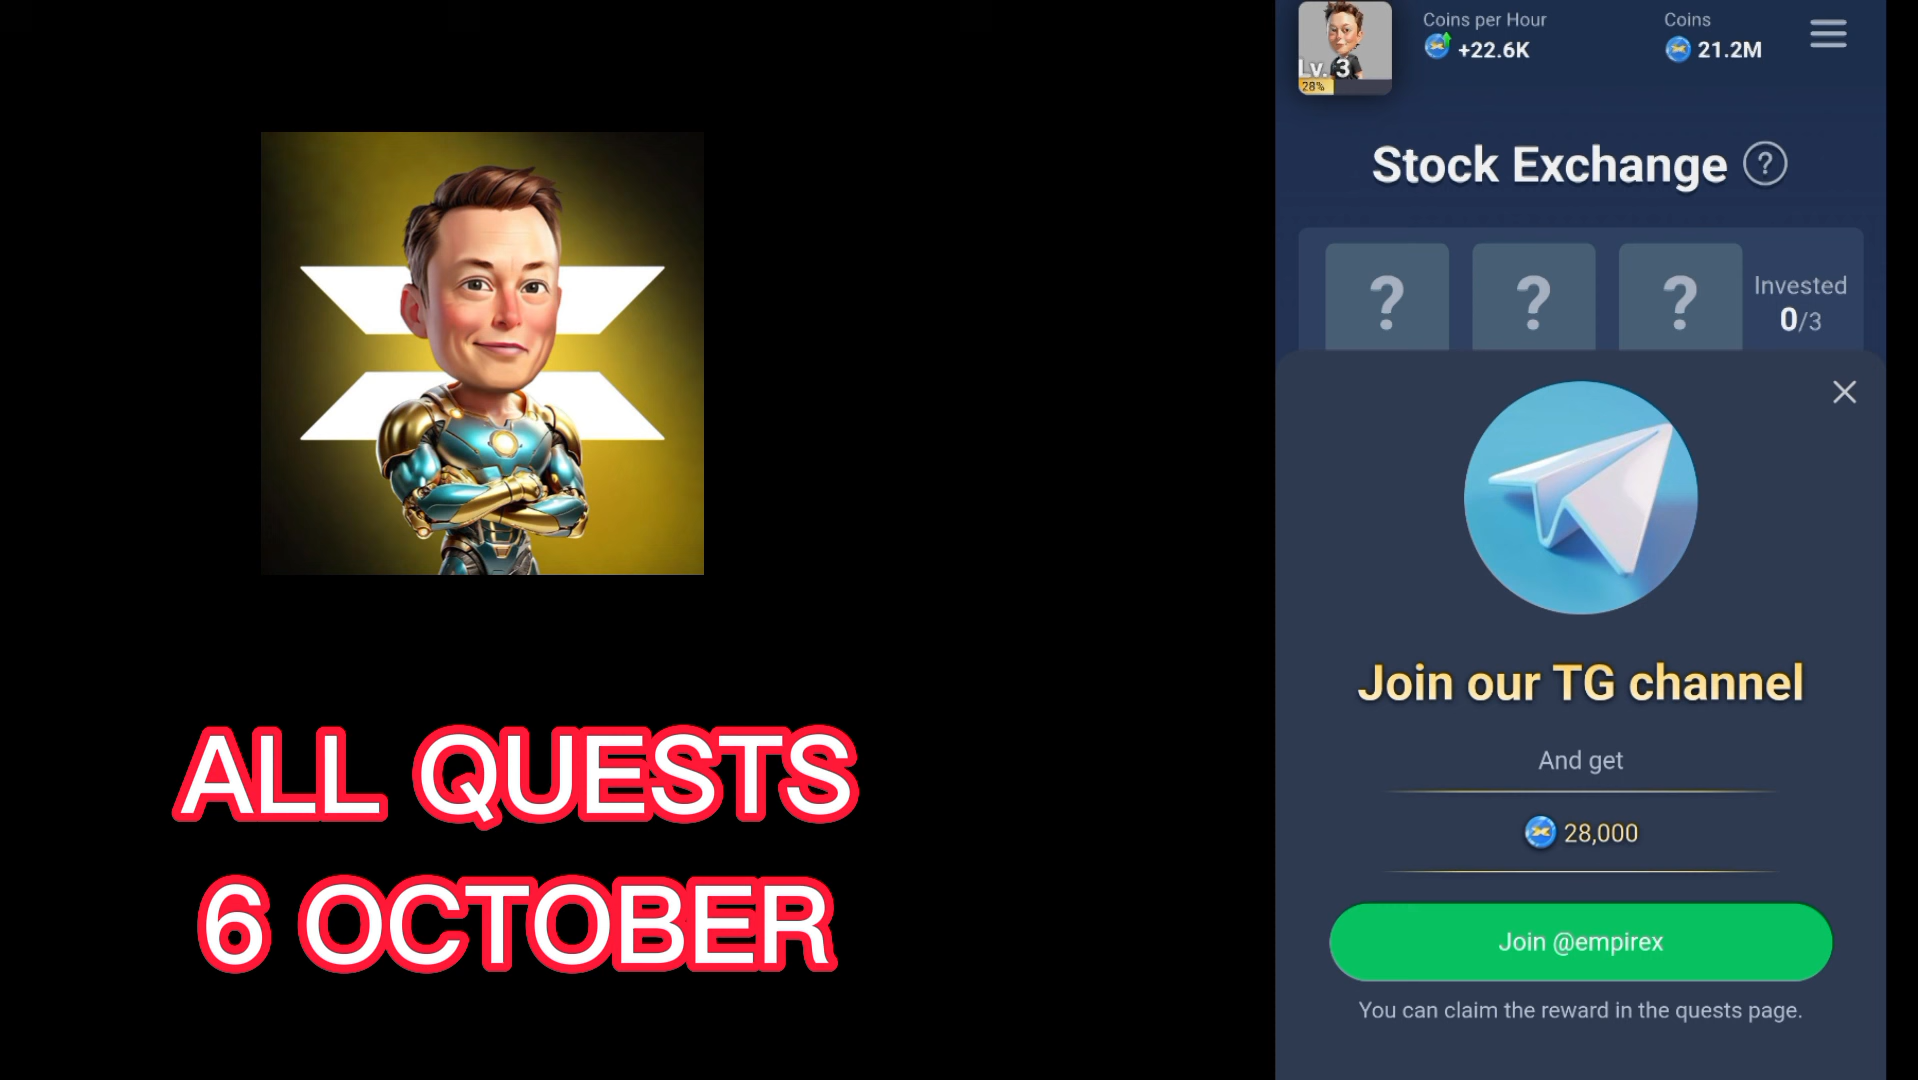 ALL QUESTS
6 OCTOBER
Coins per Hour
+22.6K
Coins
21.2M
Lv. 3
28%
Stock Exchange ?
? ? ?
Invested
0/3
Join our TG channel
And get
28,000
Join @empirex
You can claim the reward in the quests page.